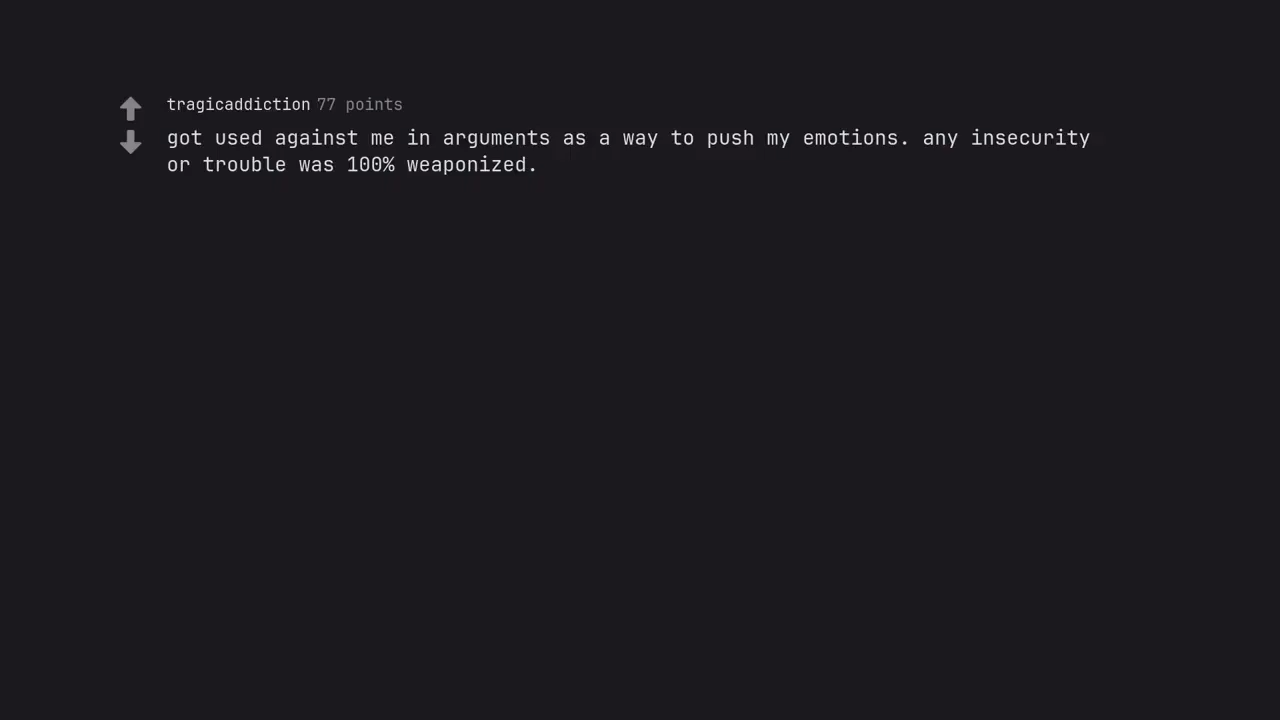 tragicaddiction 77 points
got used against me in arguments as a way to push my emotions. any insecurity
or trouble was 100% weaponized.